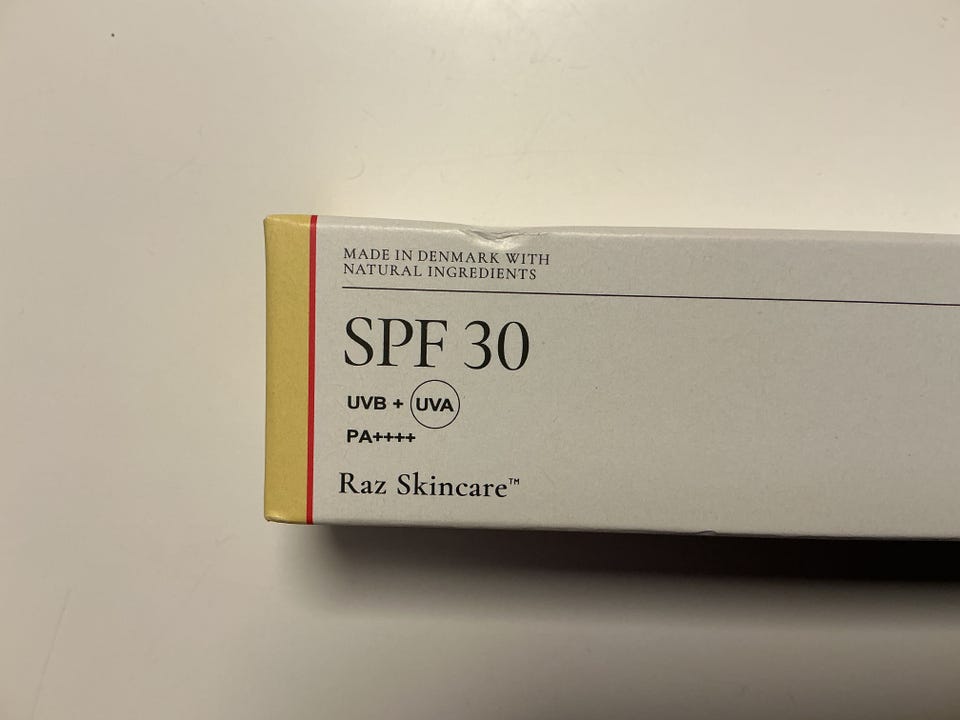 MADE IN DENMARK WITH
NATURAL INGREDIENTS
SPF 30
UVB + UVA
PA++++
Raz Skincare™